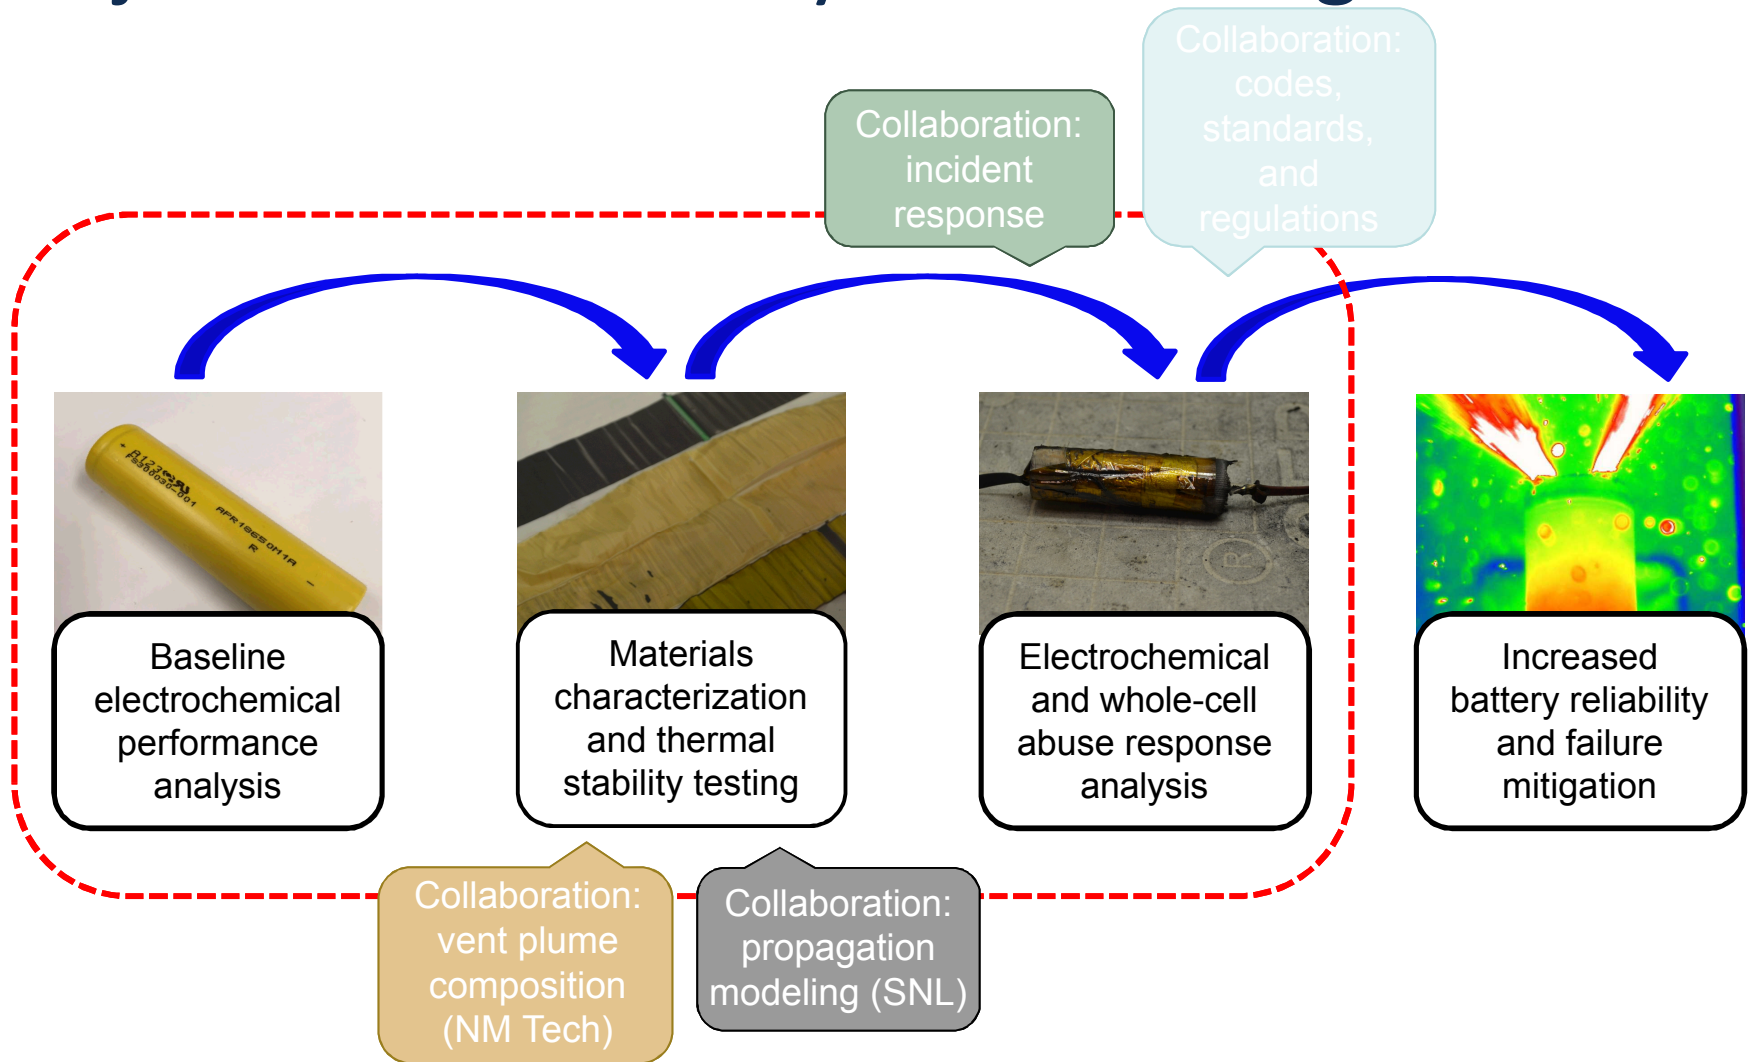 Collaboration:
codes,
standards,
and
regulations
Collaboration:
incident
response
A123
APR18650M1A
R
Baseline
electrochemical
performance
analysis
Materials
characterization
and thermal
stability testing
Electrochemical
and whole-cell
abuse response
analysis
Increased
battery reliability
and failure
mitigation
Collaboration:
vent plume
composition
(NM Tech)
Collaboration:
propagation
modeling (SNL)